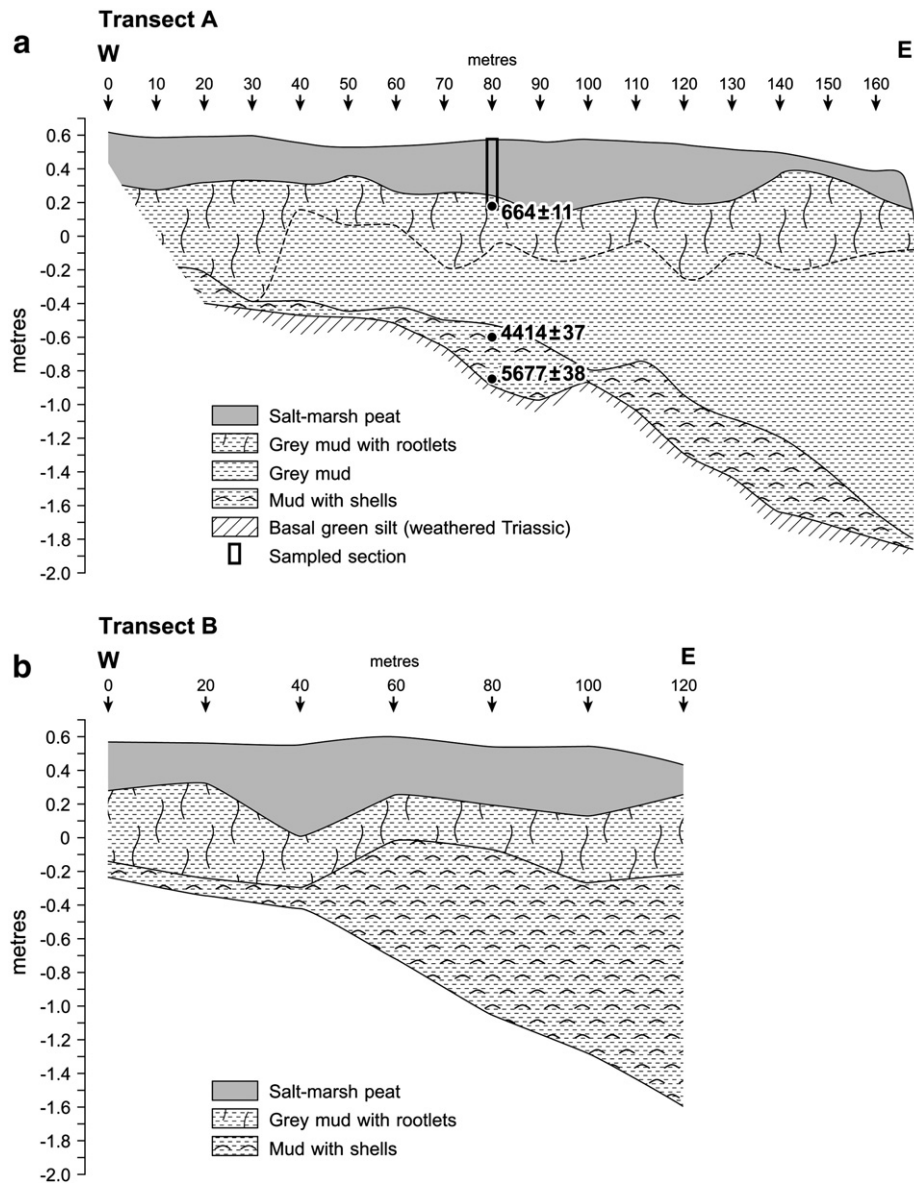 Transect A
a
W
E
metres
0 10 20 30 40 50 60 70 80 90 100 110 120 130 140 150 160
0.6
0.4
0.2
0
-0.2
-0.4
-0.6
-0.8
-1.0
-1.2
-1.4
-1.6
-1.8
-2.0
metres
664±11
4414±37
5677±38
Salt-marsh peat
Grey mud with rootlets
Grey mud
Mud with shells
Basal green silt (weathered Triassic)
Sampled section
Transect B
b
W
metres
E
0 20 40 60 80 100 120
0.6
0.4
0.2
0
-0.2
-0.4
-0.6
-0.8
-1.0
-1.2
-1.4
-1.6
-1.8
-2.0
metres
Salt-marsh peat
Grey mud with rootlets
Mud with shells